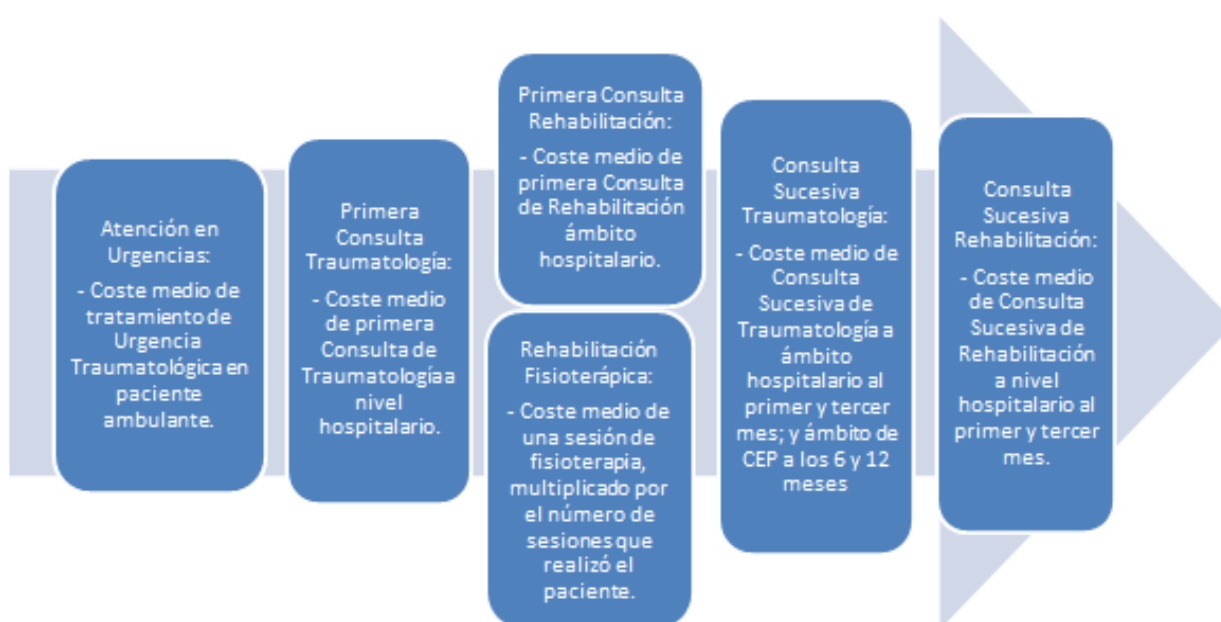 Atención en
Urgencias:
- Coste medio de
tratamiento de
Urgencia
Traumatológica en
paciente
ambulante.
Primera
Consulta
Traumatología:
- Coste medio
de primera
Consulta de
Traumatologíaa
nivel
hospitalario.
Primera Consulta
Rehabilitación:
- Coste medio de
primera Consulta
de Rehabilitación
ámbito
hospitalario.
Rehabilitación
Fisioterápica:
- Coste medio de
una sesión de
fisioterapia,
multiplicado por
el número de
sesiones que
realizó el
paciente.
Consulta
Sucesiva
Traumatología:
- Coste medio de
Consulta
Sucesiva de
Traumatología a
ámbito
hospitalario al
primer y tercer
mes; y ámbito de
CEP a los 6 y 12
meses
Consulta
Sucesiva
Rehabilitación:
- Coste medio
de Consulta
Sucesiva de
Rehabilitación
a nivel
hospitalario al
primer y tercer
mes.